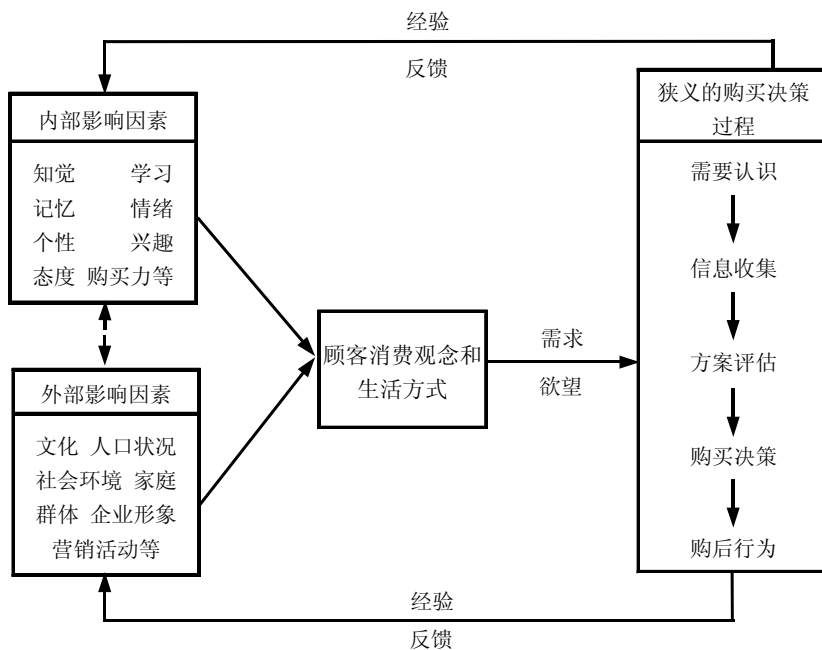 经验
反馈
内部影响因素
知觉 学习
记忆 情绪
个性 兴趣
态度 购买力等
外部影响因素
文化 人口状况
社会环境 家庭
群体 企业形象
营销活动等
顾客消费观念和
生活方式
需求
欲望
狭义的购买决策
过程
需要认识
信息收集
方案评估
购买决策
购后行为
经验
反馈